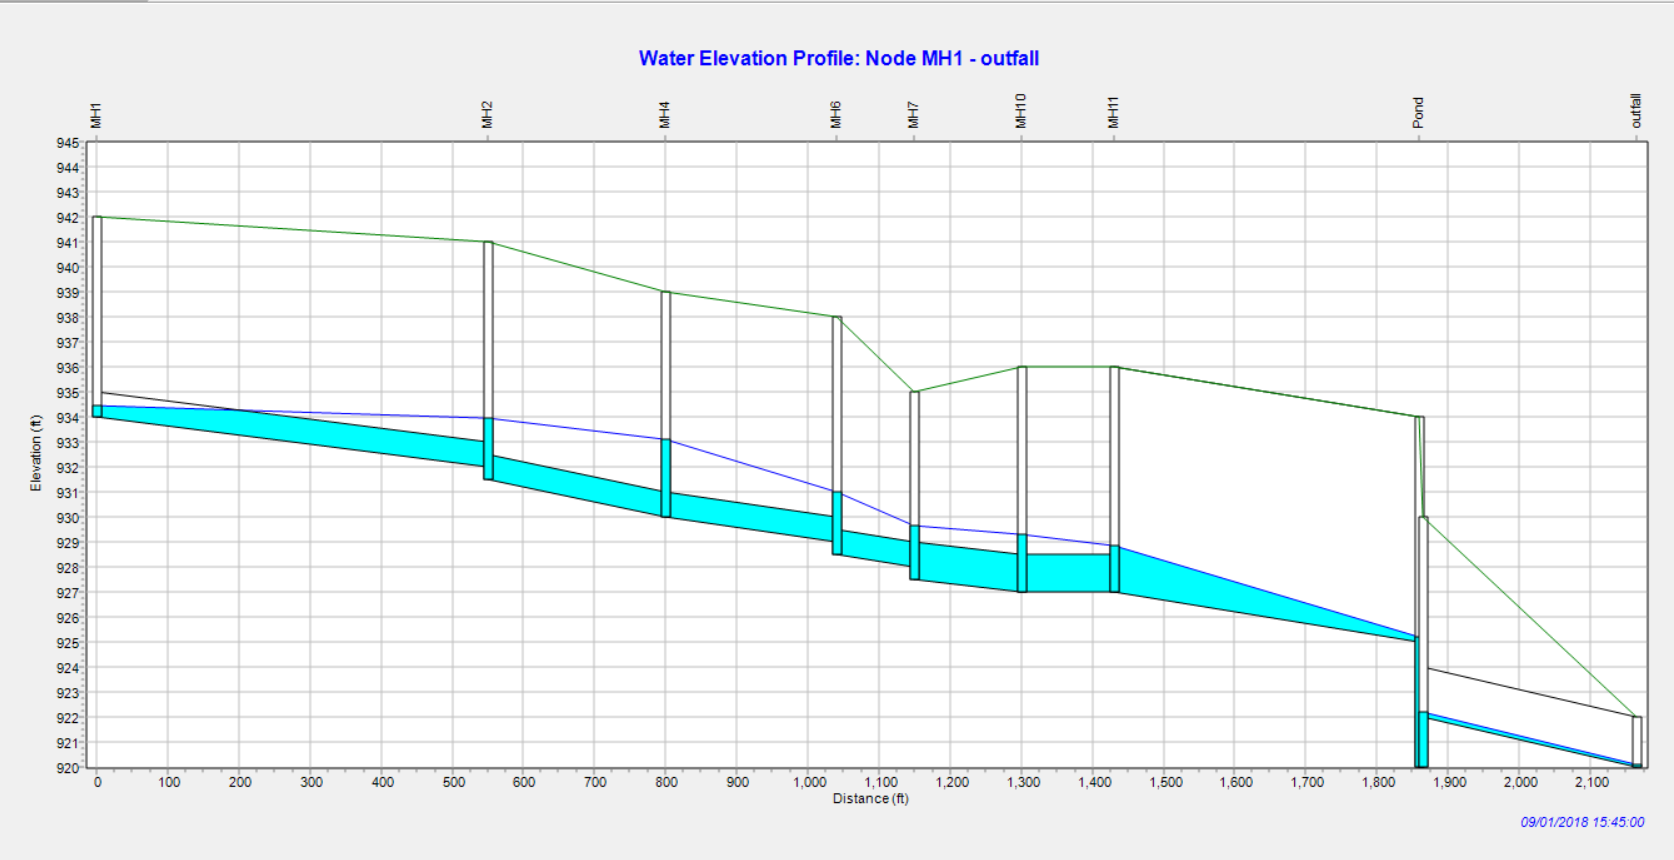 Water Elevation Profile: Node MH1 - outfall
MH1
MH2
MH4
MH6
MH7
MH10
MH11
Pond
outfall
945
944
943
942
941
940
939
938
937
936
935
934
933
932
931
930
929
928
927
926
925
924
923
922
921
920
Elevation (ft)
0 100 200 300 400 500 600 700 800 900 1,000 1,100 1,200 1,300 1,400 1,500 1,600 1,700 1,800 1,900 2,000 2,100
Distance (ft)
09/01/2018 15:45:00